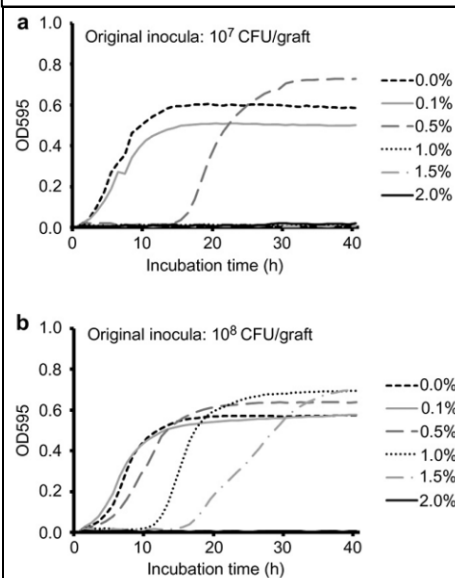 a
Original inocula: 10⁷ CFU/graft
1.0
0.8
0.6
0.4
0.2
0.0
OD595
0 10 20 30 40
Incubation time (h)
0.0%
0.1%
0.5%
1.0%
1.5%
2.0%
b
Original inocula: 10⁸ CFU/graft
1.0
0.8
0.6
0.4
0.2
0.0
OD595
0 10 20 30 40
Incubation time (h)
0.0%
0.1%
0.5%
1.0%
1.5%
2.0%